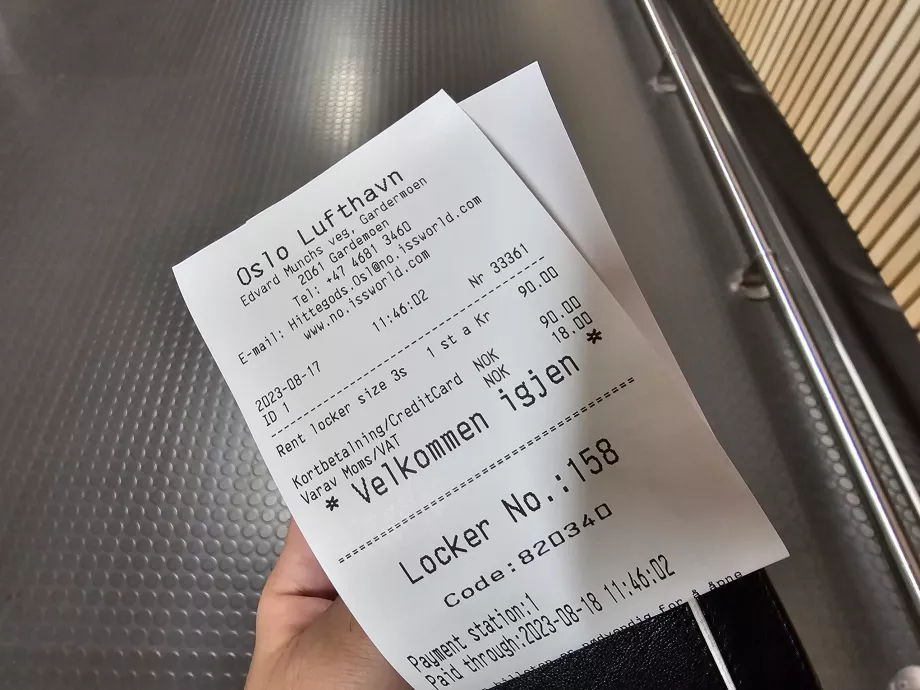 Oslo Lufthavn
Edvard Munchs veg, Gardermoen
2061 Gardemoen
Tel: +47 4681 3460
E-mail: Hittegods.Osl@no.issworld.com
www.no.issworld.com
2023-08-17 11:46:02 Nr 33361
ID 1
Rent locker size 3s 1 st a Kr 90.00
Kortbetalning/CreditCard NOK 90.00
Varav Moms/VAT NOK 18.00
* Velkommen igjen *
Locker No.:158
Code:820340
Payment station:1
Paid through:2023-08-18 11:46:02
for å åpne